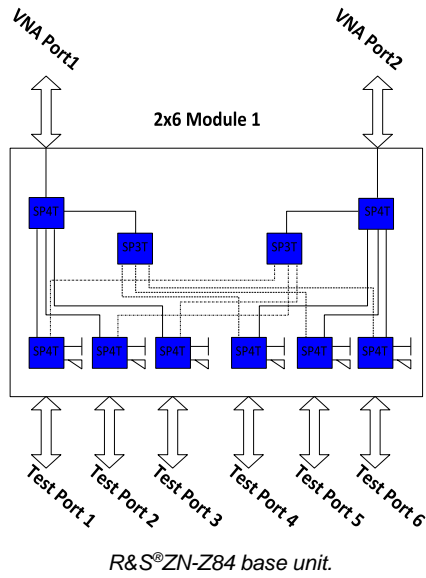 VNA Port1
VNA Port2
2x6 Module 1
SP4T
SP4T
SP3T
SP3T
SP4T
SP4T
SP4T
SP4T
SP4T
SP4T
Test Port 1
Test Port 2
Test Port 3
Test Port 4
Test Port 5
Test Port 6
R&S®ZN-Z84 base unit.